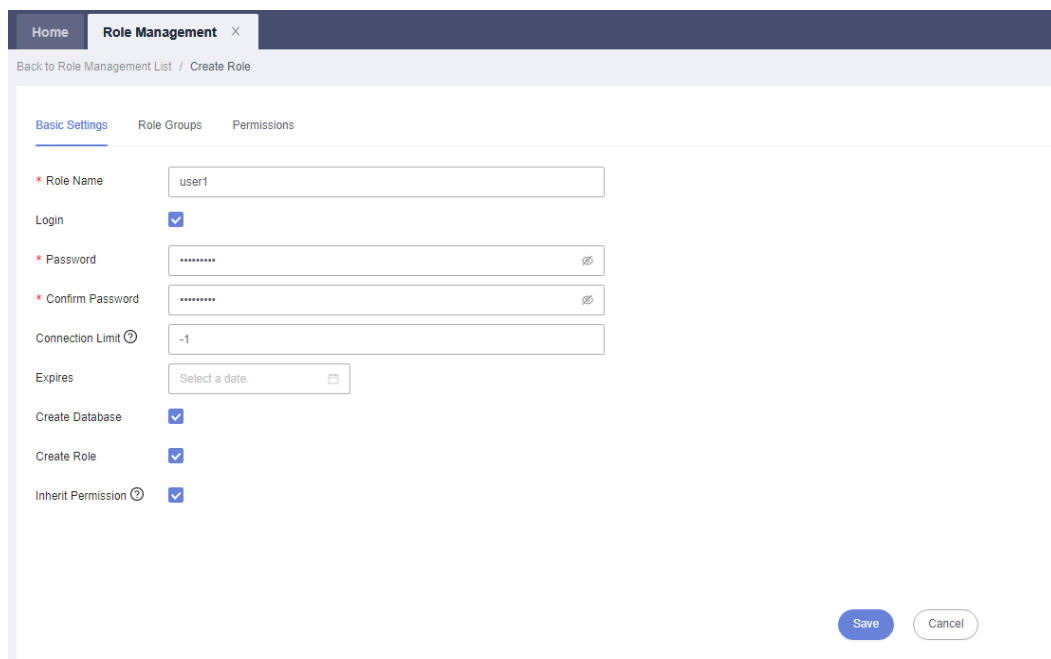 Home Role Management ×
Back to Role Management List / Create Role
Basic Settings Role Groups Permissions
* Role Name user1
Login
* Password •••••••••
* Confirm Password •••••••••
Connection Limit ? -1
Expires Select a date.
Create Database
Create Role
Inherit Permission ?
Save Cancel